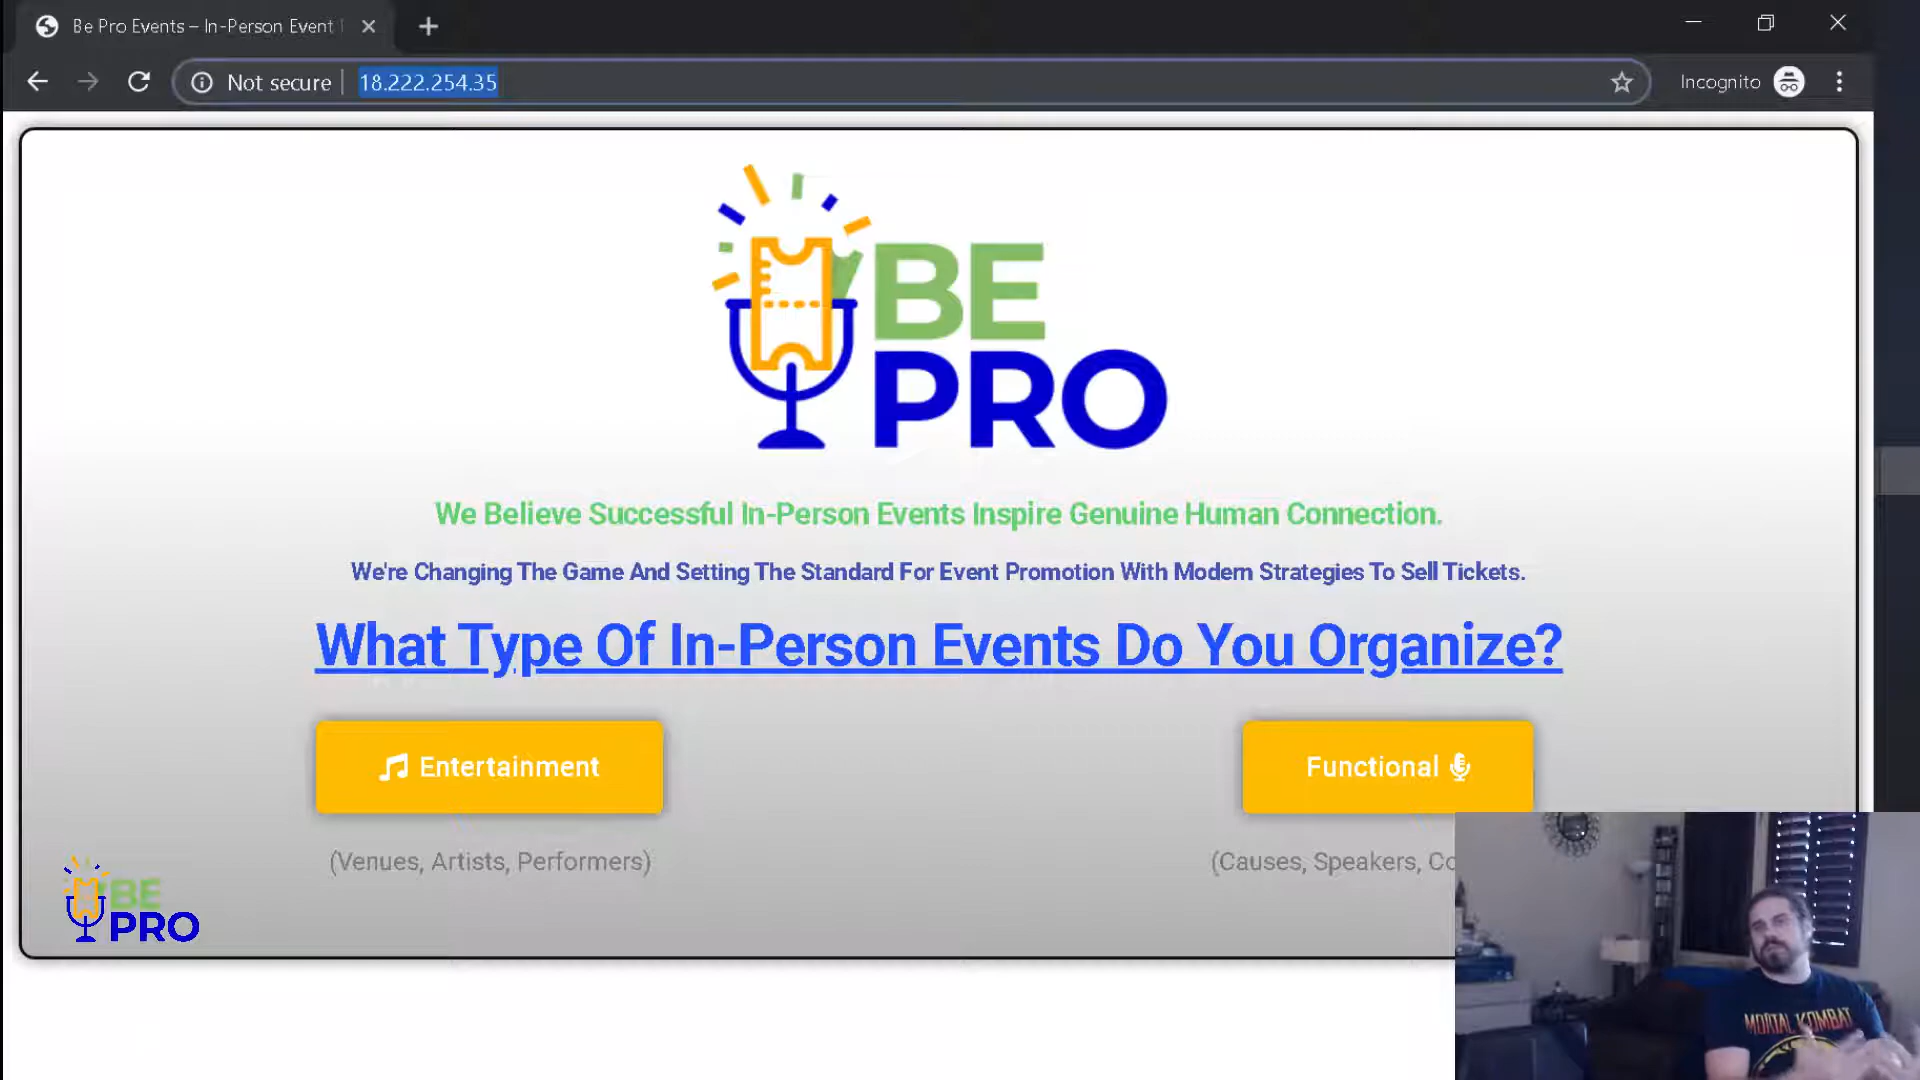 Be Pro Events – In-Person Event
Not secure
18.222.254.35
Incognito
BE
PRO
We Believe Successful In-Person Events Inspire Genuine Human Connection.
We're Changing The Game And Setting The Standard For Event Promotion With Modern Strategies To Sell Tickets.
What Type Of In-Person Events Do You Organize?
Entertainment
Functional
(Venues, Artists, Performers)
(Causes, Speakers, Co
BE
PRO
MORTAL KOMBAT